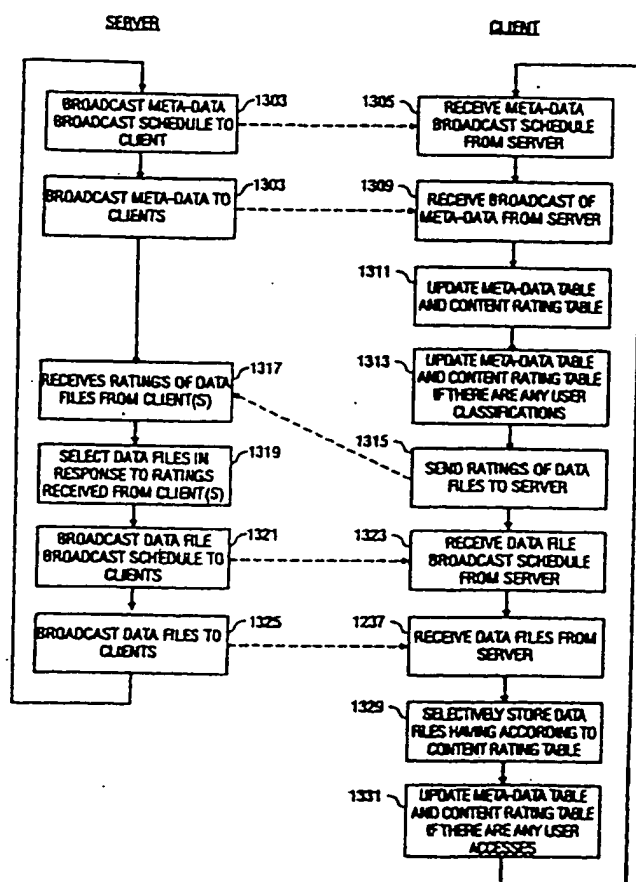 SERVER
BROADCAST META-DATA
BROADCAST SCHEDULE TO
CLIENT
1303
BROADCAST META-DATA TO
CLIENTS
1303
RECEIVES RATINGS OF DATA
FILES FROM CLIENT(S)
1317
SELECT DATA FILES IN
RESPONSE TO RATINGS
RECEIVED FROM CLIENT(S)
1319
BROADCAST DATA FILE
BROADCAST SCHEDULE TO
CLIENTS
1321
BROADCAST DATA FILES TO
CLIENTS
1325
CLIENT
1305
RECEIVE META-DATA
BROADCAST SCHEDULE
FROM SERVER
1309
RECEIVE BROADCAST OF
META-DATA FROM SERVER
1311
UPDATE META-DATA TABLE
AND CONTENT RATING TABLE
1313
UPDATE META-DATA TABLE
AND CONTENT RATING TABLE
IF THERE ARE ANY USER
CLASSIFICATIONS
1315
SEND RATINGS OF DATA
FILES TO SERVER
1323
RECEIVE DATA FILE
BROADCAST SCHEDULE
FROM SERVER
1237
RECEIVE DATA FILES FROM
SERVER
1329
SELECTIVELY STORE DATA
FILES HAVING ACCORDING TO
CONTENT RATING TABLE
1331
UPDATE META-DATA TABLE
AND CONTENT RATING TABLE
IF THERE ARE ANY USER
ACCESSES